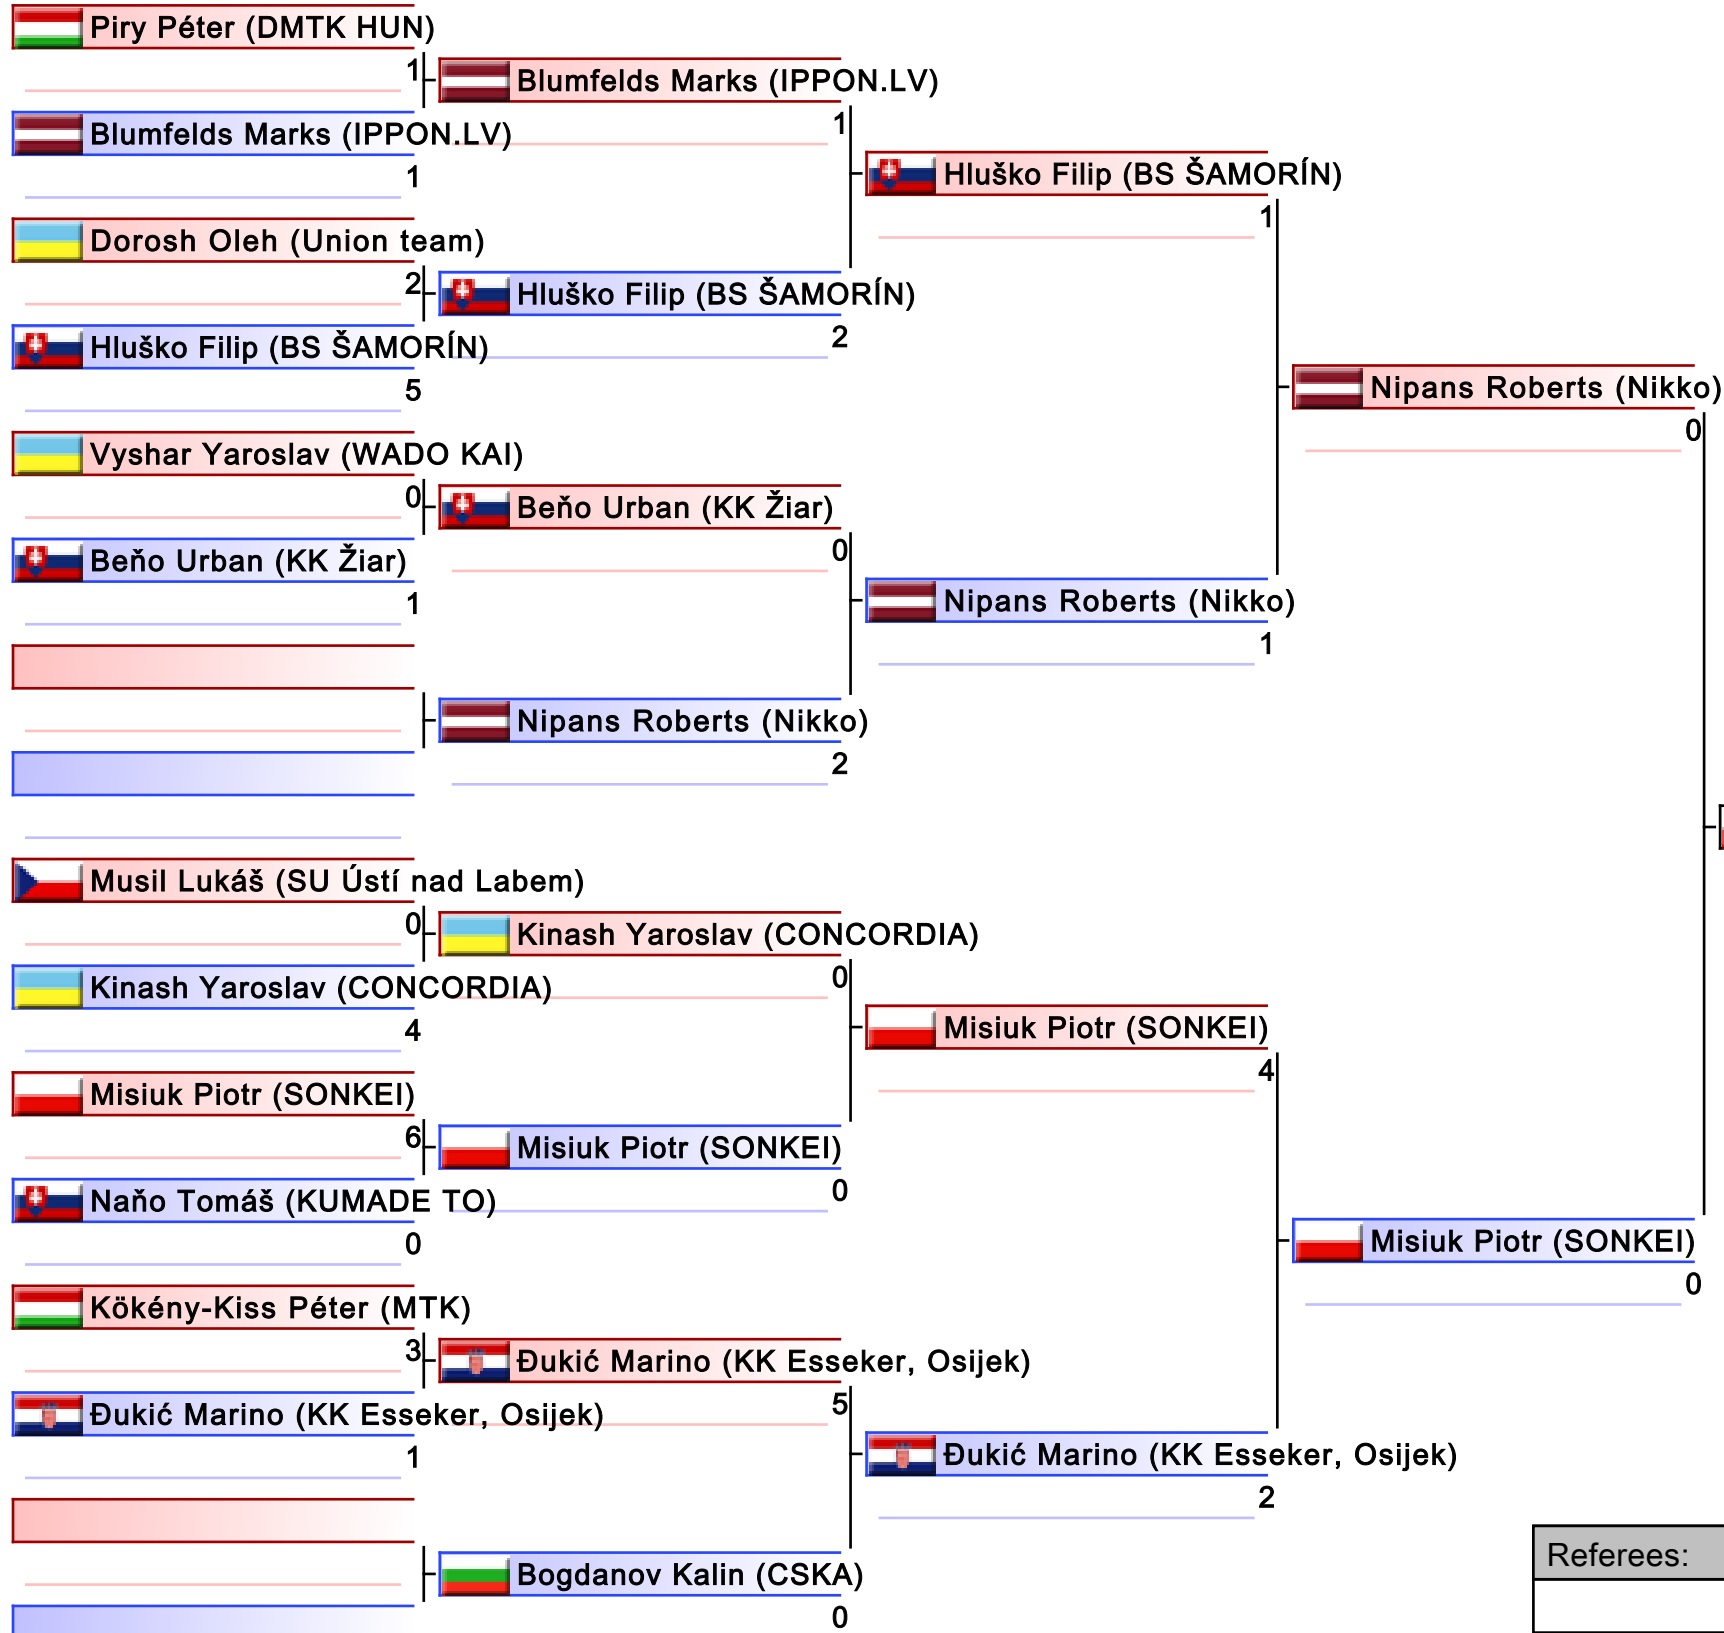 Piry Péter (DMTK HUN)
1
Blumfelds Marks (IPPON.LV)
1
Dorosh Oleh (Union team)
2
Hluško Filip (BS ŠAMORÍN)
5
Vyshar Yaroslav (WADO KAI)
0
Beňo Urban (KK Žiar)
1
Musil Lukáš (SU Ústí nad Labem)
0
Kinash Yaroslav (CONCORDIA)
4
Misiuk Piotr (SONKEI)
6
Naňo Tomáš (KUMADE TO)
0
Kökény-Kiss Péter (MTK)
3
Đukić Marino (KK Esseker, Osijek)
1
Blumfelds Marks (IPPON.LV)
1
Hluško Filip (BS ŠAMORÍN)
2
Beňo Urban (KK Žiar)
0
Nipans Roberts (Nikko)
2
Kinash Yaroslav (CONCORDIA)
0
Misiuk Piotr (SONKEI)
0
Đukić Marino (KK Esseker, Osijek)
5
Bogdanov Kalin (CSKA)
0
Hluško Filip (BS ŠAMORÍN)
1
Nipans Roberts (Nikko)
1
Misiuk Piotr (SONKEI)
4
Đukić Marino (KK Esseker, Osijek)
2
Nipans Roberts (Nikko)
0
Misiuk Piotr (SONKEI)
0
Referees: